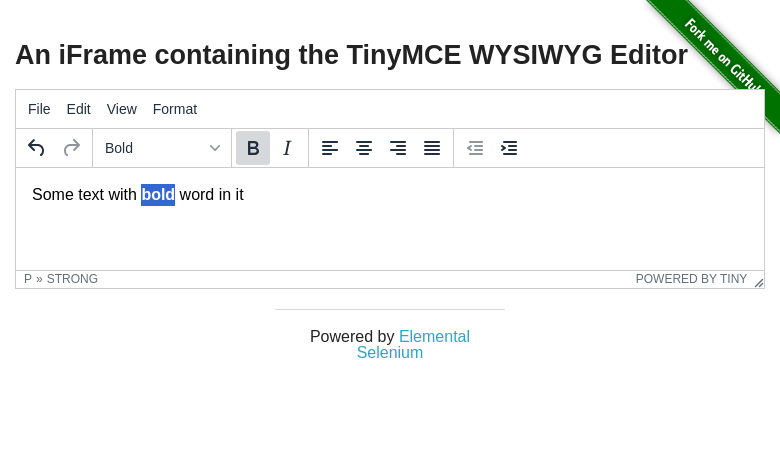 Fork me on GitHub
An iFrame containing the TinyMCE WYSIWYG Editor
File Edit View Format
Bold B I
Some text with bold word in it
P » STRONG POWERED BY TINY
Powered by Elemental
Selenium